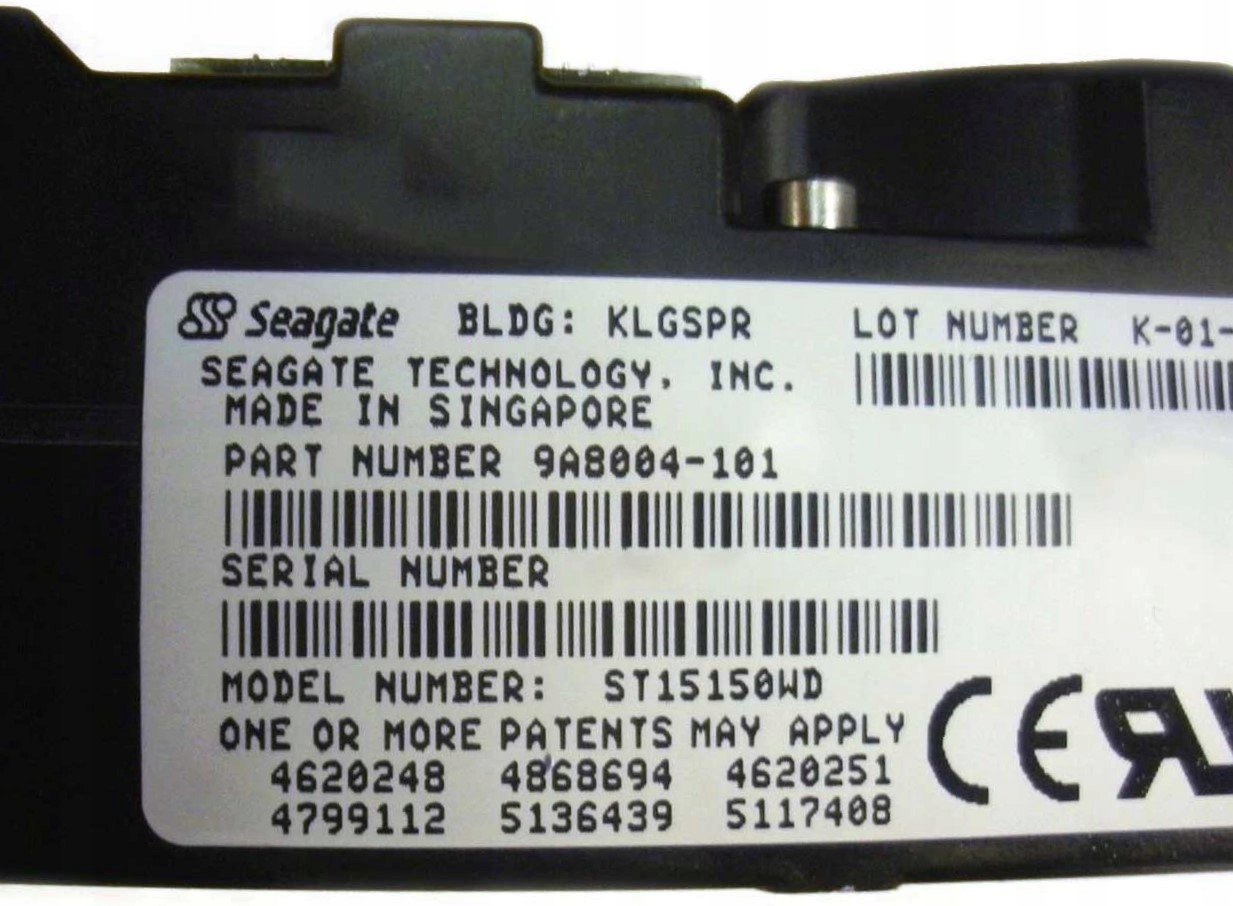 Seagate BLDG: KLGSPR LOT NUMBER K-01-
SEAGATE TECHNOLOGY, INC.
MADE IN SINGAPORE
PART NUMBER 9A8004-101
SERIAL NUMBER
MODEL NUMBER: ST15150WD
ONE OR MORE PATENTS MAY APPLY
4620248 4868694 4620251
4799112 5136439 5117408
CE